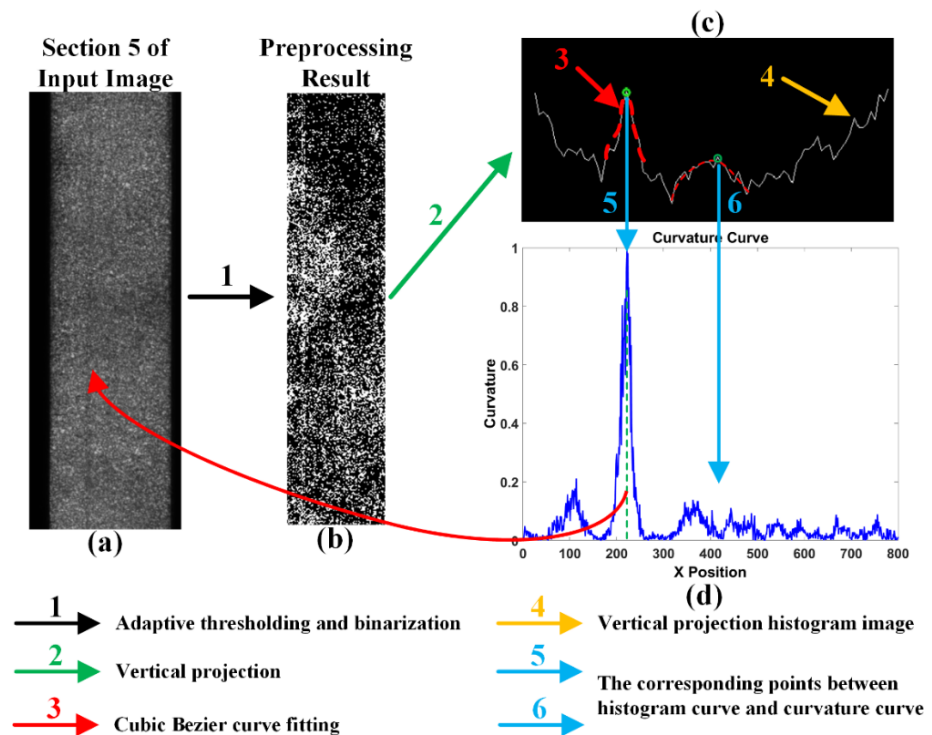 Section 5 of
Input Image
(a)
1
Preprocessing
Result
(b)
2
(c)
3
4
5
6
Curvature Curve
Curvature
1
0.8
0.6
0.4
0.2
0
0 100 200 300 400 500 600 700 800
X Position
(d)
1
Adaptive thresholding and binarization
2
Vertical projection
3
Cubic Bezier curve fitting
4
Vertical projection histogram image
5
6
The corresponding points between
histogram curve and curvature curve